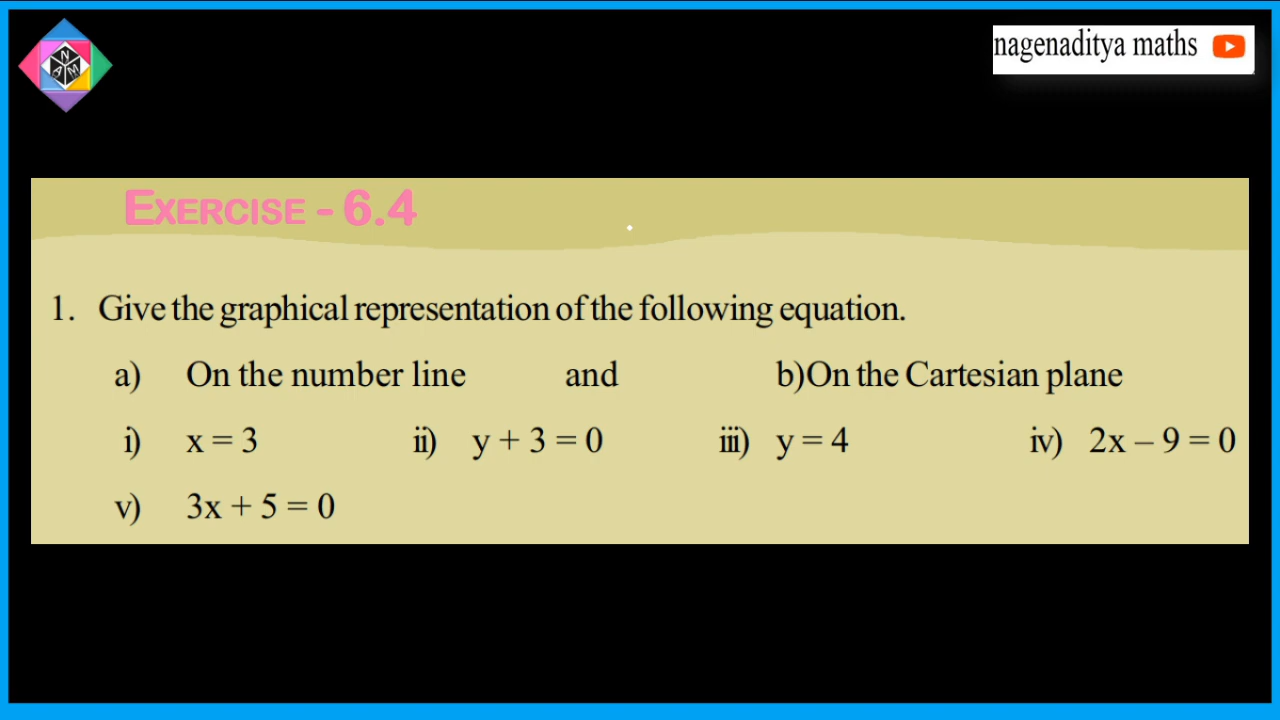 N
A M
nagenaditya maths
EXERCISE - 6.4
1. Give the graphical representation of the following equation.
a) On the number line and b)On the Cartesian plane
i) x = 3 ii) y + 3 = 0 iii) y = 4 iv) 2x – 9 = 0
v) 3x + 5 = 0